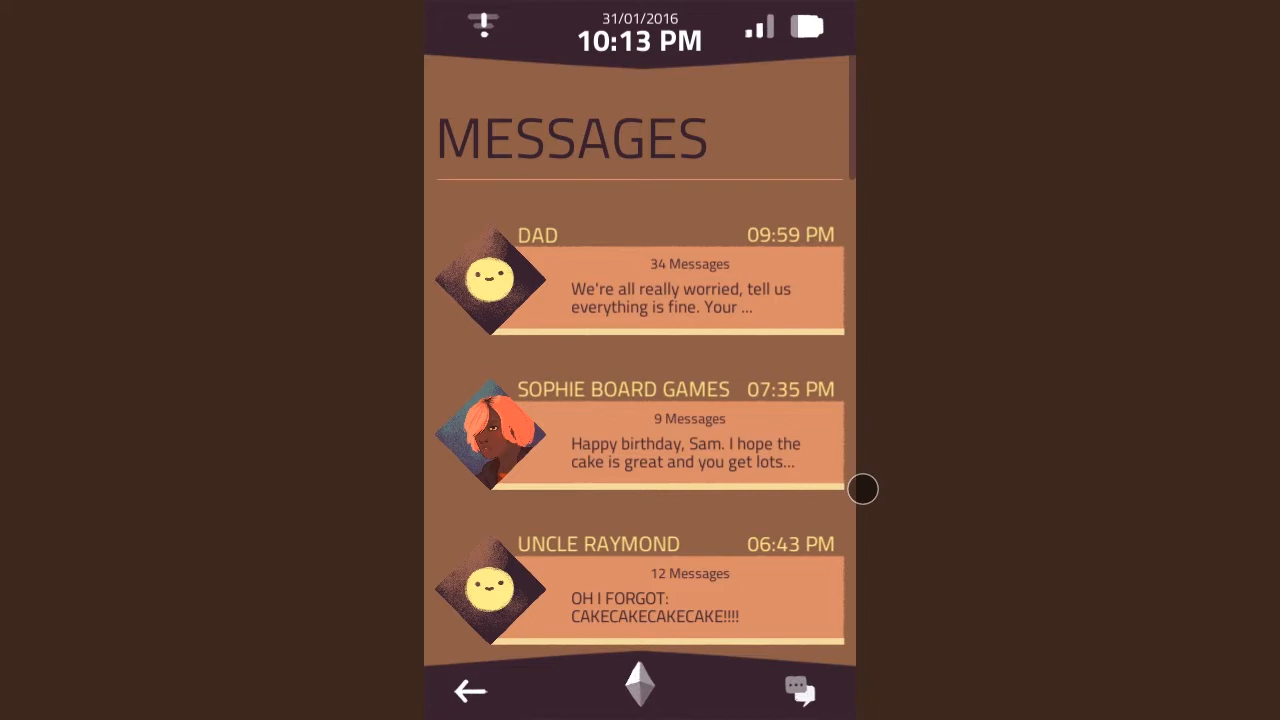 31/01/2016
10:13 PM
MESSAGES
DAD 09:59 PM
34 Messages
We're all really worried, tell us
everything is fine. Your ...
SOPHIE BOARD GAMES 07:35 PM
9 Messages
Happy birthday, Sam. I hope the
cake is great and you get lots...
UNCLE RAYMOND 06:43 PM
12 Messages
OH I FORGOT:
CAKECAKECAKECAKE!!!!